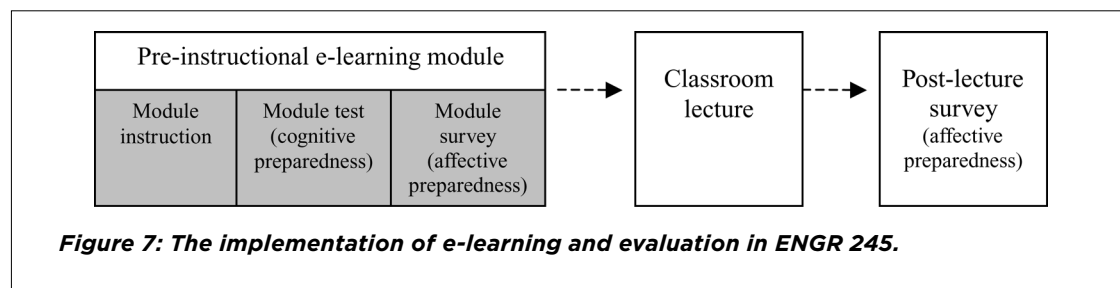 Pre-instructional e-learning module
Module
instruction
Module test
(cognitive
preparedness)
Module
survey
(affective
preparedness)
Classroom
lecture
Post-lecture
survey
(affective
preparedness)
Figure 7: The implementation of e-learning and evaluation in ENGR 245.